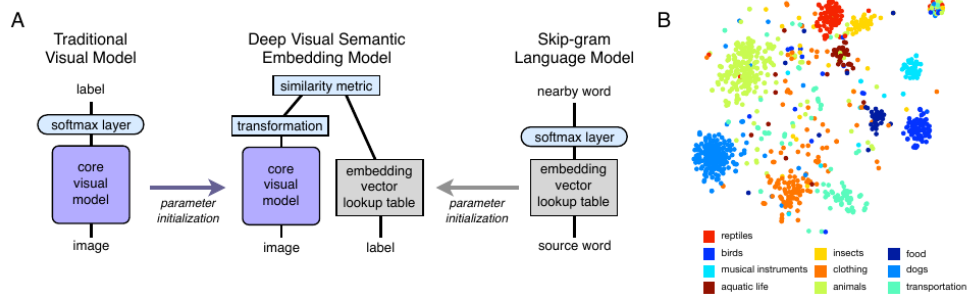 A
Traditional
Visual Model
label
softmax layer
core
visual
model
image
parameter
initialization
Deep Visual Semantic
Embedding Model
similarity metric
transformation
core
visual
model
image
embedding
vector
lookup table
label
parameter
initialization
Skip-gram
Language Model
nearby word
softmax layer
embedding
vector
lookup table
source word
B
reptiles
birds
musical instruments
aquatic life
insects
clothing
animals
food
dogs
transportation